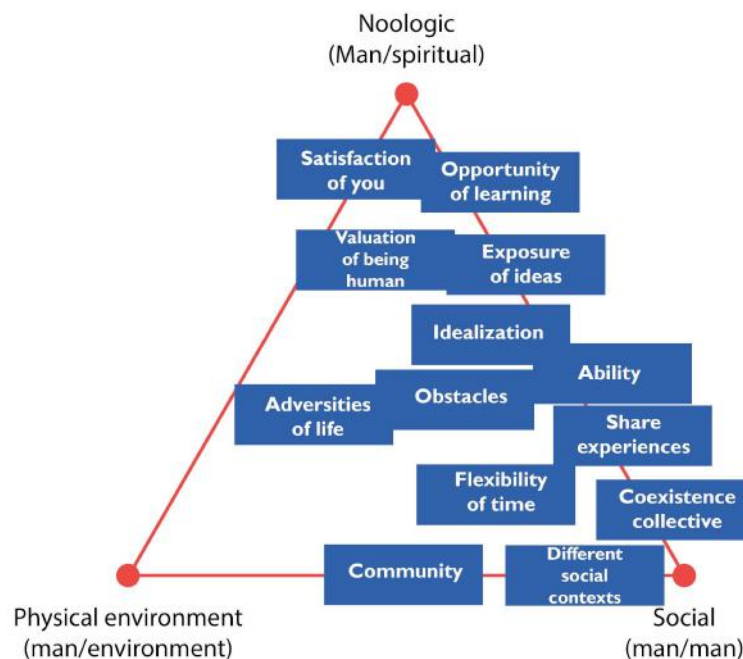 Noologic
(Man/spiritual)
Satisfaction
of you
Opportunity
of learning
Valuation
of being
human
Exposure
of ideas
Idealization
Ability
Obstacles
Adversities
of life
Share
experiences
Flexibility
of time
Coexistence
collective
Community
Different
social
contexts
Physical environment
(man/environment)
Social
(man/man)